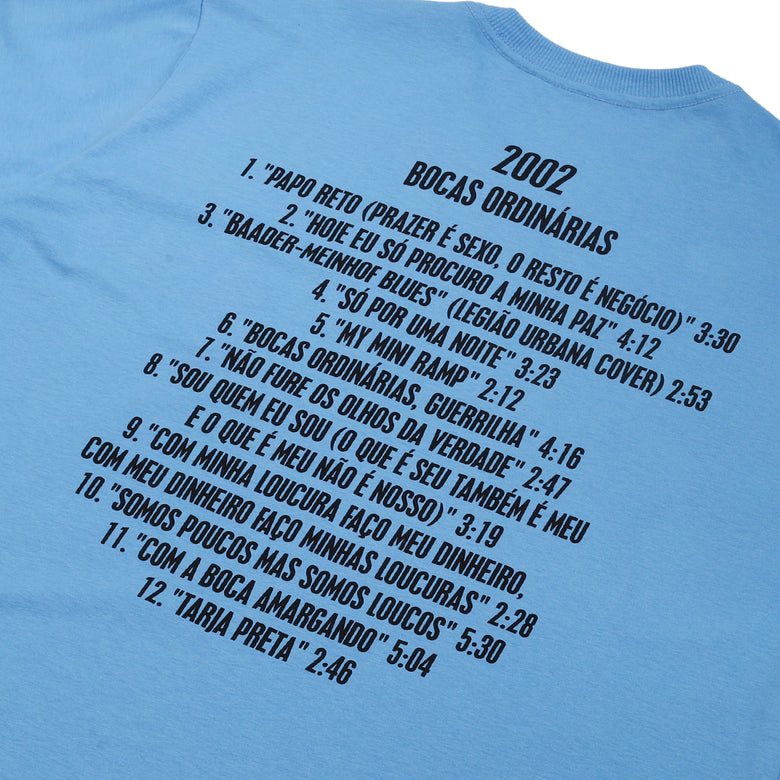 2002
BOCAS ORDINÁRIAS
1. "PAPO RETO (PRAZER É SEXO, O RESTO É NEGÓCIO)" 3:30
2. "HOJE EU SÓ PROCURO A MINHA PAZ" 4:12
3. "BAADER-MEINHOF BLUES" (LEGIÃO URBANA COVER) 2:53
4. "SÓ POR UMA NOITE" 3:23
5. "MY MINI RAMP" 2:12
6. "BOCAS ORDINÁRIAS, GUERRILHA" 4:16
7. "NÃO FURE OS OLHOS DA VERDADE" 2:47
8. "SOU QUEM EU SOU (O QUE É SEU TAMBÉM É MEU
E O QUE É MEU NÃO É NOSSO)" 3:19
9. "COM MINHA LOUCURA FAÇO MEU DINHEIRO,
COM MEU DINHEIRO FAÇO MINHAS LOUCURAS" 2:28
10. "SOMOS POUCOS MAS SOMOS LOUCOS" 5:30
11. "COM A BOCA AMARGANDO" 5:04
12. "TARJA PRETA" 2:46